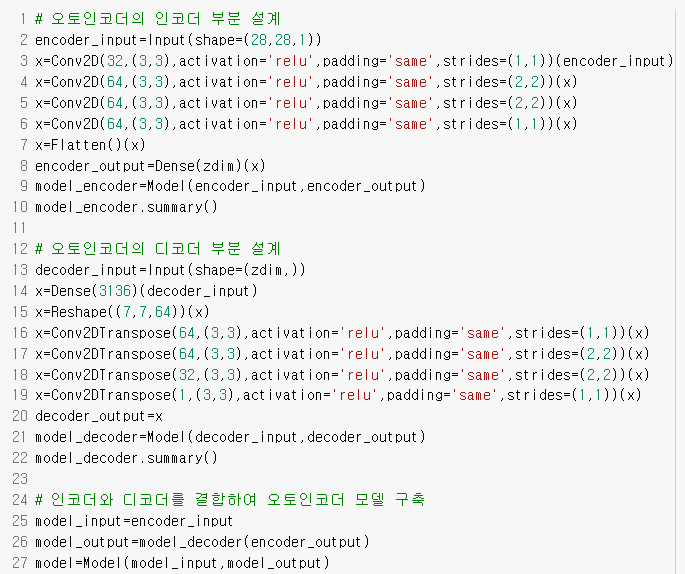 1 # 오토인코더의 인코더 부분 설계
2 encoder_input=Input(shape=(28,28,1))
3 x=Conv2D(32,(3,3),activation='relu',padding='same',strides=(1,1))(encoder_input)
4 x=Conv2D(64,(3,3),activation='relu',padding='same',strides=(2,2))(x)
5 x=Conv2D(64,(3,3),activation='relu',padding='same',strides=(2,2))(x)
6 x=Conv2D(64,(3,3),activation='relu',padding='same',strides=(1,1))(x)
7 x=Flatten()(x)
8 encoder_output=Dense(zdim)(x)
9 model_encoder=Model(encoder_input,encoder_output)
10 model_encoder.summary()
11
12 # 오토인코더의 디코더 부분 설계
13 decoder_input=Input(shape=(zdim,))
14 x=Dense(3136)(decoder_input)
15 x=Reshape((7,7,64))(x)
16 x=Conv2DTranspose(64,(3,3),activation='relu',padding='same',strides=(1,1))(x)
17 x=Conv2DTranspose(64,(3,3),activation='relu',padding='same',strides=(2,2))(x)
18 x=Conv2DTranspose(32,(3,3),activation='relu',padding='same',strides=(2,2))(x)
19 x=Conv2DTranspose(1,(3,3),activation='relu',padding='same',strides=(1,1))(x)
20 decoder_output=x
21 model_decoder=Model(decoder_input,decoder_output)
22 model_decoder.summary()
23
24 # 인코더와 디코더를 결합하여 오토인코더 모델 구축
25 model_input=encoder_input
26 model_output=model_decoder(encoder_output)
27 model=Model(model_input,model_output)